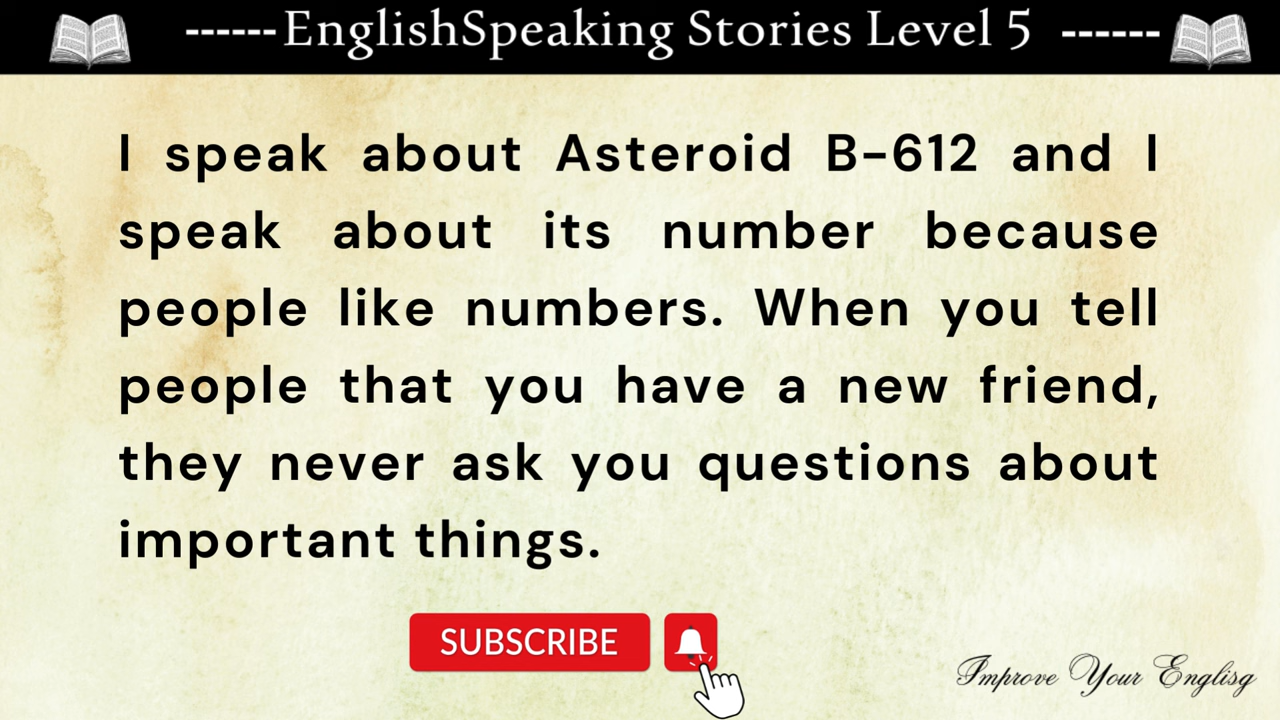 ------EnglishSpeaking Stories Level 5 ------
I speak about Asteroid B-612 and I
speak about its number because
people like numbers. When you tell
people that you have a new friend,
they never ask you questions about
important things.
SUBSCRIBE
Improve Your Englisg